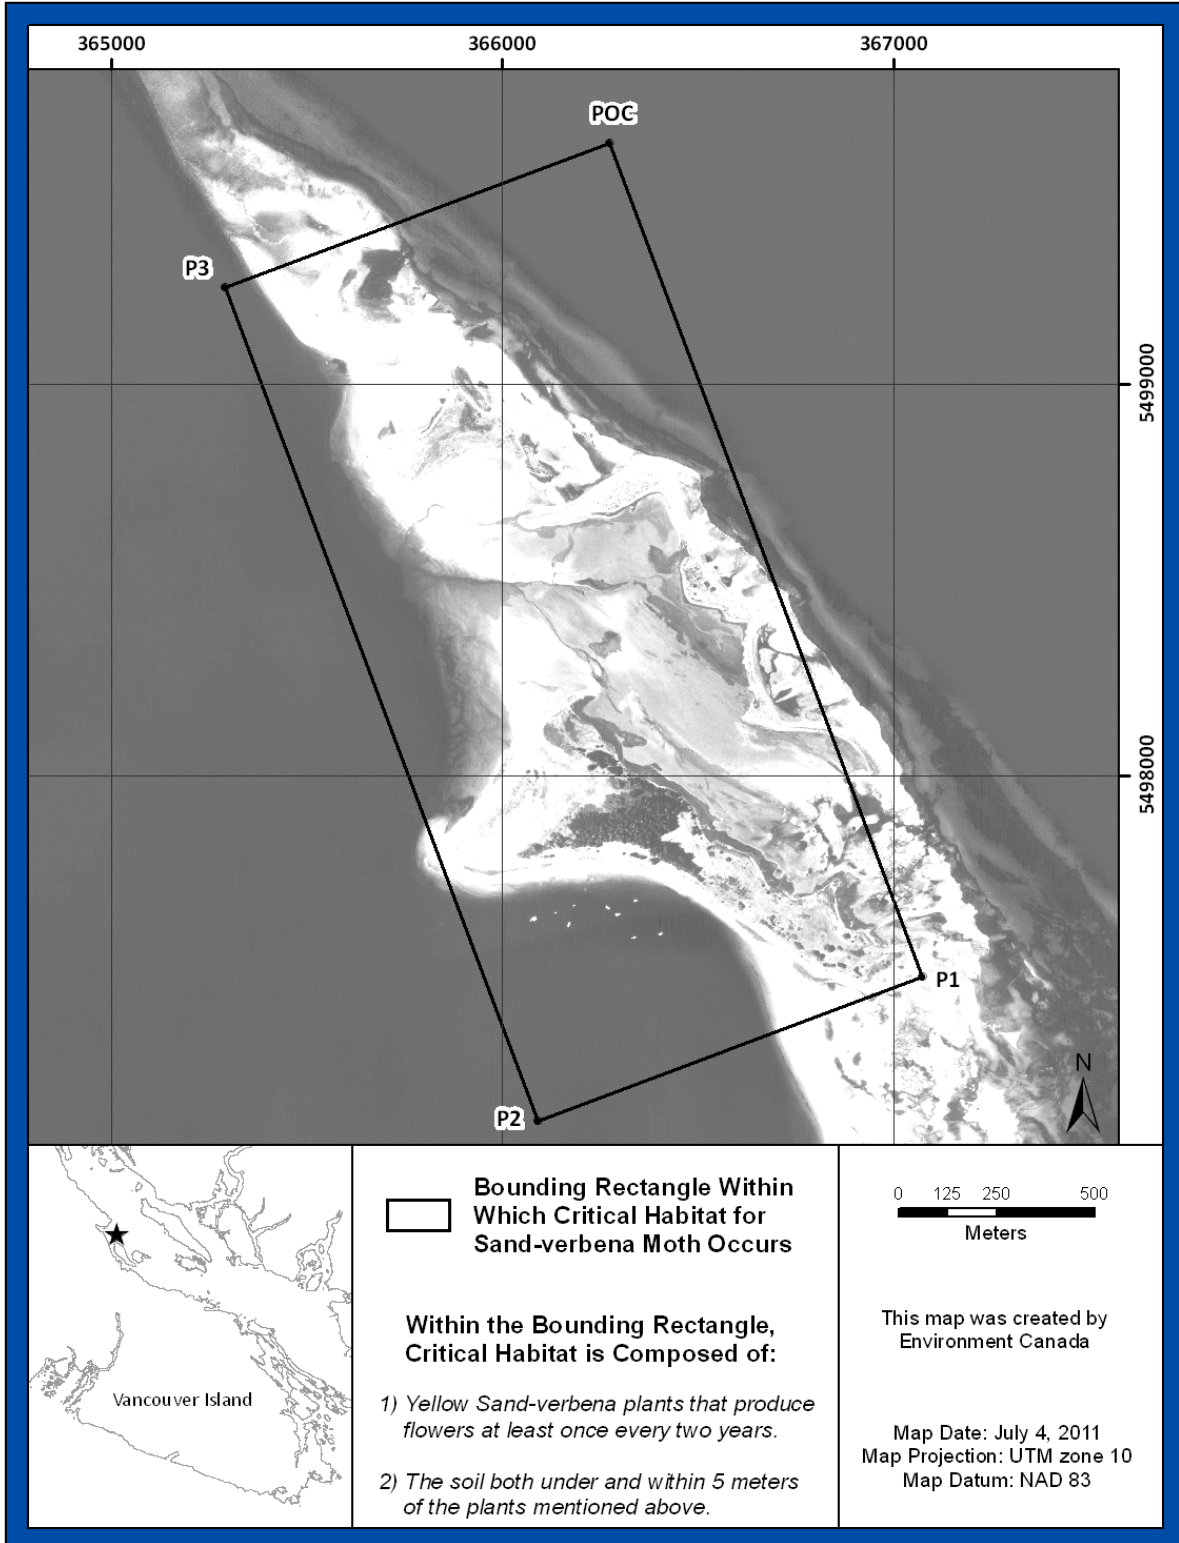 365000
366000
367000
POC
P3
5499000
5498000
P1
P2
N
Vancouver Island
Bounding Rectangle Within
Which Critical Habitat for
Sand-verbena Moth Occurs
Within the Bounding Rectangle,
Critical Habitat is Composed of:
1) Yellow Sand-verbena plants that produce
flowers at least once every two years.
2) The soil both under and within 5 meters
of the plants mentioned above.
0 125 250 500
Meters
This map was created by
Environment Canada
Map Date: July 4, 2011
Map Projection: UTM zone 10
Map Datum: NAD 83